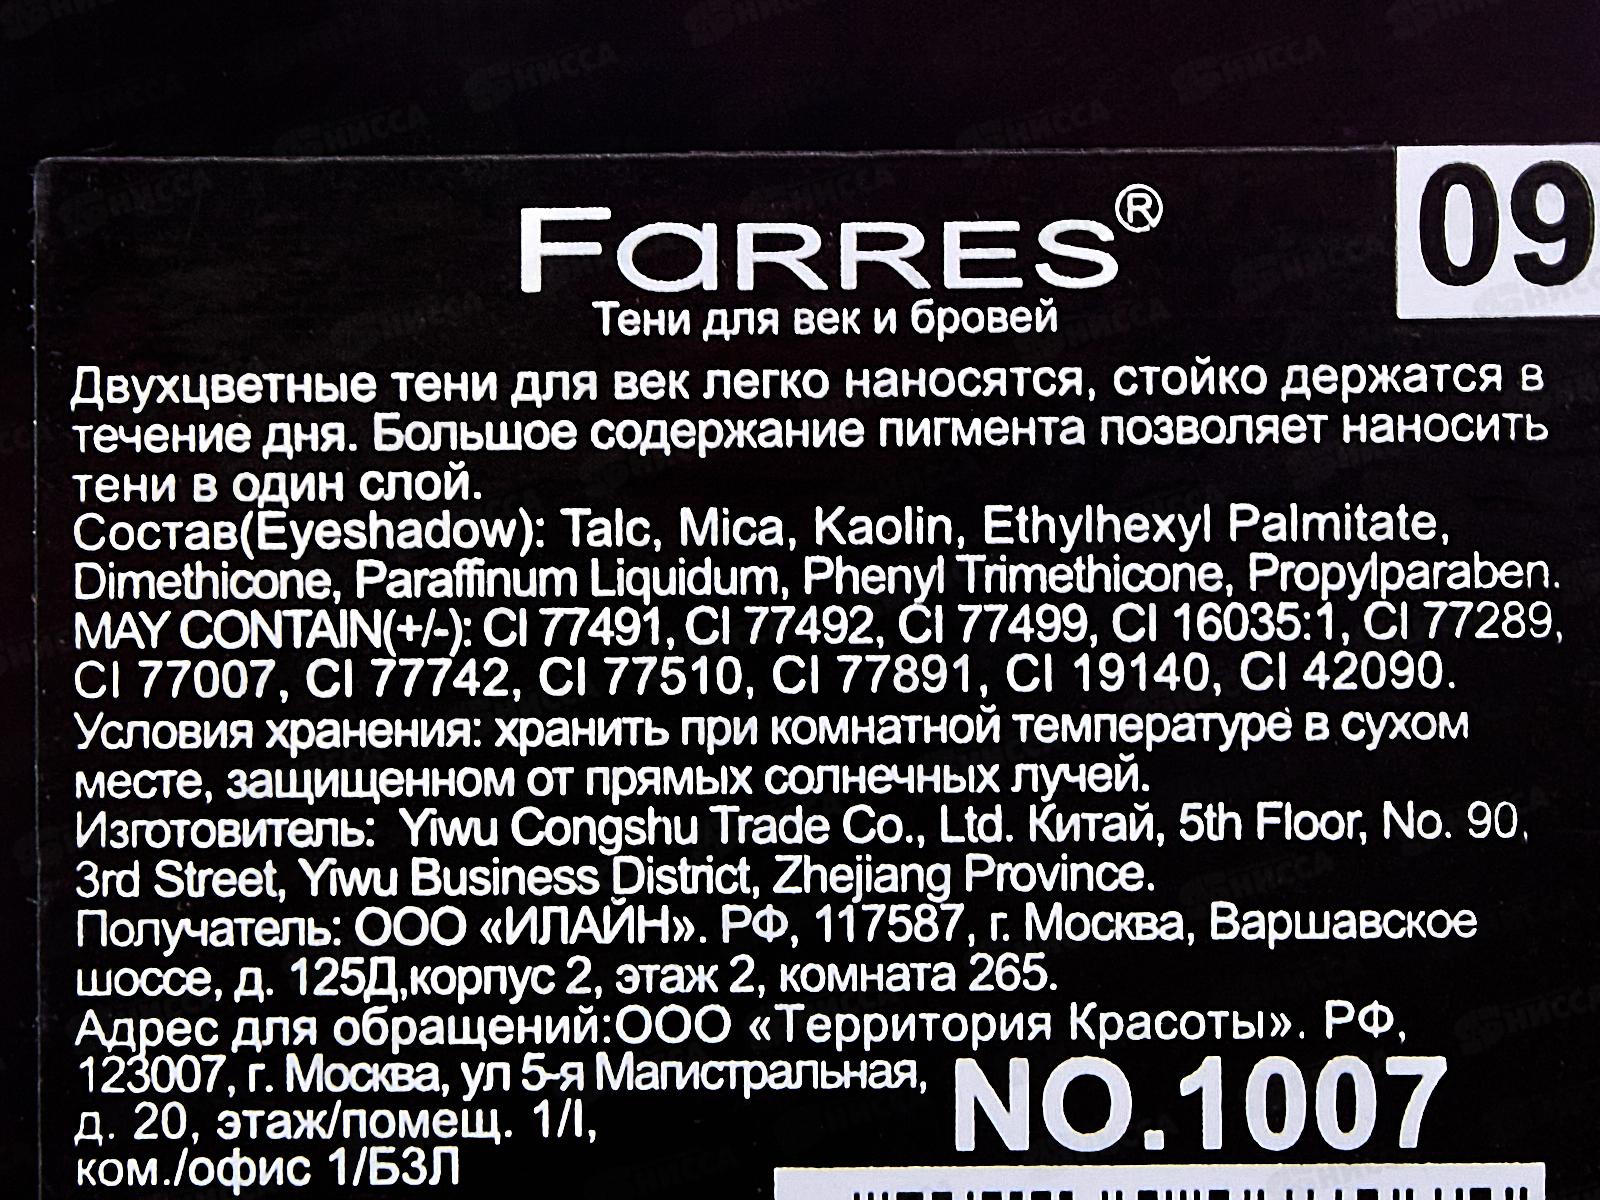 FARRES®
09
Тени для век и бровей
Двухцветные тени для век легко наносятся, стойко держатся в
течение дня. Большое содержание пигмента позволяет наносить
тени в один слой.
Состав(Eyeshadow): Talc, Mica, Kaolin, Ethylhexyl Palmitate,
Dimethicone, Paraffinum Liquidum, Phenyl Trimethicone, Propylparaben.
MAY CONTAIN(+/-): CI 77491, CI 77492, CI 77499, CI 16035:1, CI 77289,
CI 77007, CI 77742, CI 77510, CI 77891, CI 19140, CI 42090.
Условия хранения: хранить при комнатной температуре в сухом
месте, защищенном от прямых солнечных лучей.
Изготовитель: Yiwu Congshu Trade Co., Ltd. Китай, 5th Floor, No. 90,
3rd Street, Yiwu Business District, Zhejiang Province.
Получатель: ООО «ИЛАЙН». РФ, 117587, г. Москва, Варшавское
шоссе, д. 125Д,корпус 2, этаж 2, комната 265.
Адрес для обращений:ООО «Территория Красоты». РФ,
123007, г. Москва, ул 5-я Магистральная,
д. 20, этаж/помещ. 1/I,
ком./офис 1/Б3Л
NO.1007